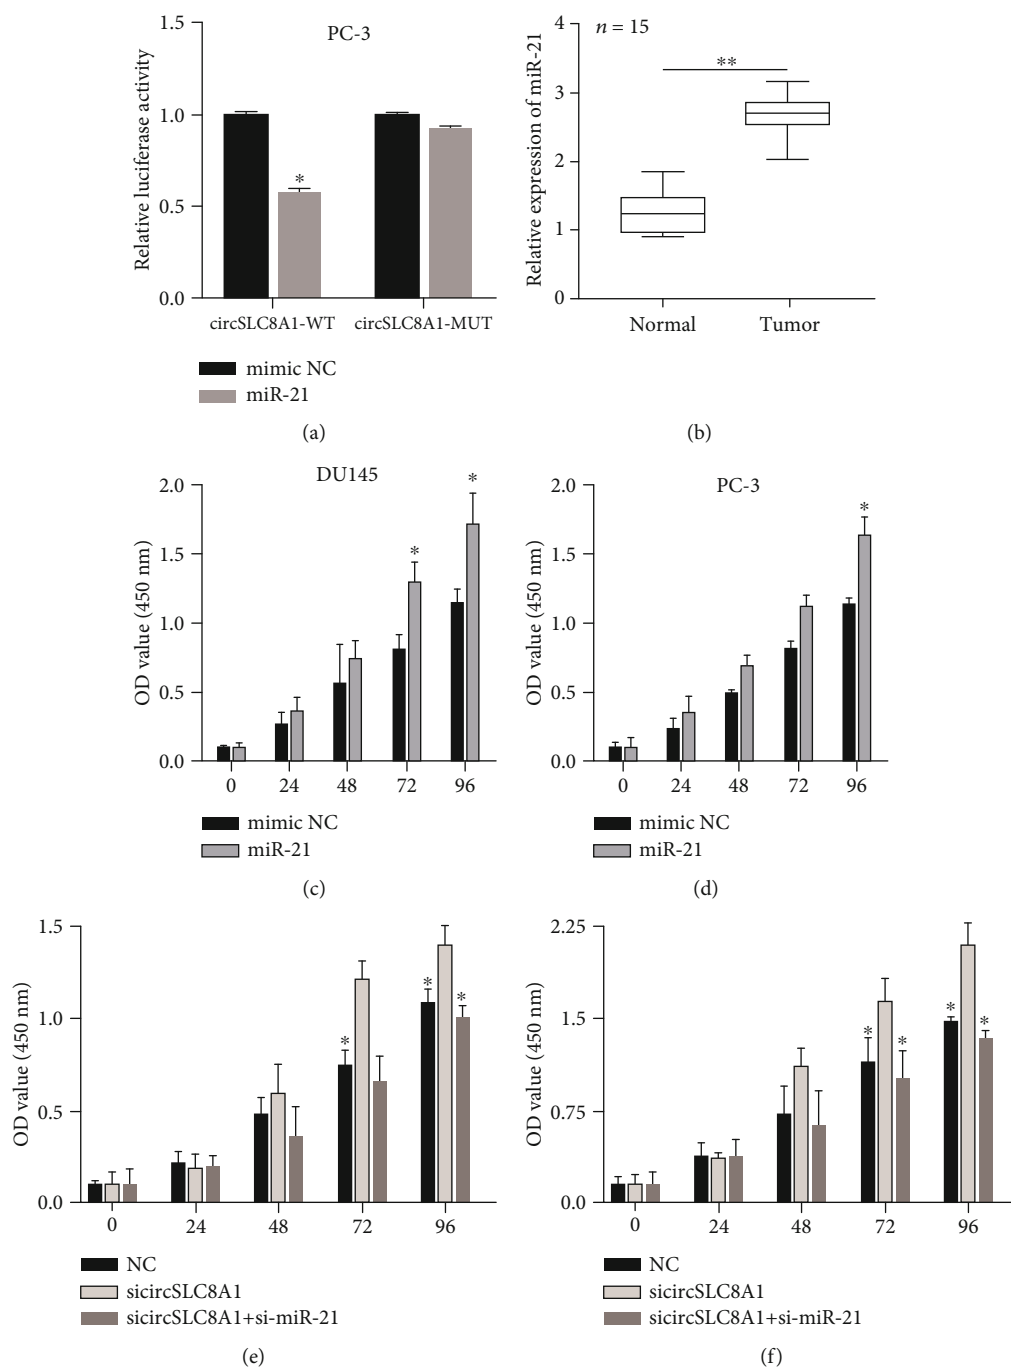 PC-3
Relative luciferase activity
1.5
1.0
0.5
0.0
*
circSLC8A1-WT circSLC8A1-MUT
mimic NC
miR-21
(a)
n = 15
Relative expression of miR-21
4
3
2
1
0
**
Normal Tumor
(b)
DU145
OD value (450 nm)
2.0
1.5
1.0
0.5
0.0
* *
0 24 48 72 96
mimic NC
miR-21
(c)
PC-3
OD value (450 nm)
2.0
1.5
1.0
0.5
0.0
*
0 24 48 72 96
mimic NC
miR-21
(d)
OD value (450 nm)
1.5
1.0
0.5
0.0
* * *
0 24 48 72 96
NC
sicircSLC8A1
sicircSLC8A1+si-miR-21
(e)
OD value (450 nm)
2.25
1.5
0.75
0.0
* * * *
0 24 48 72 96
NC
sicircSLC8A1
sicircSLC8A1+si-miR-21
(f)